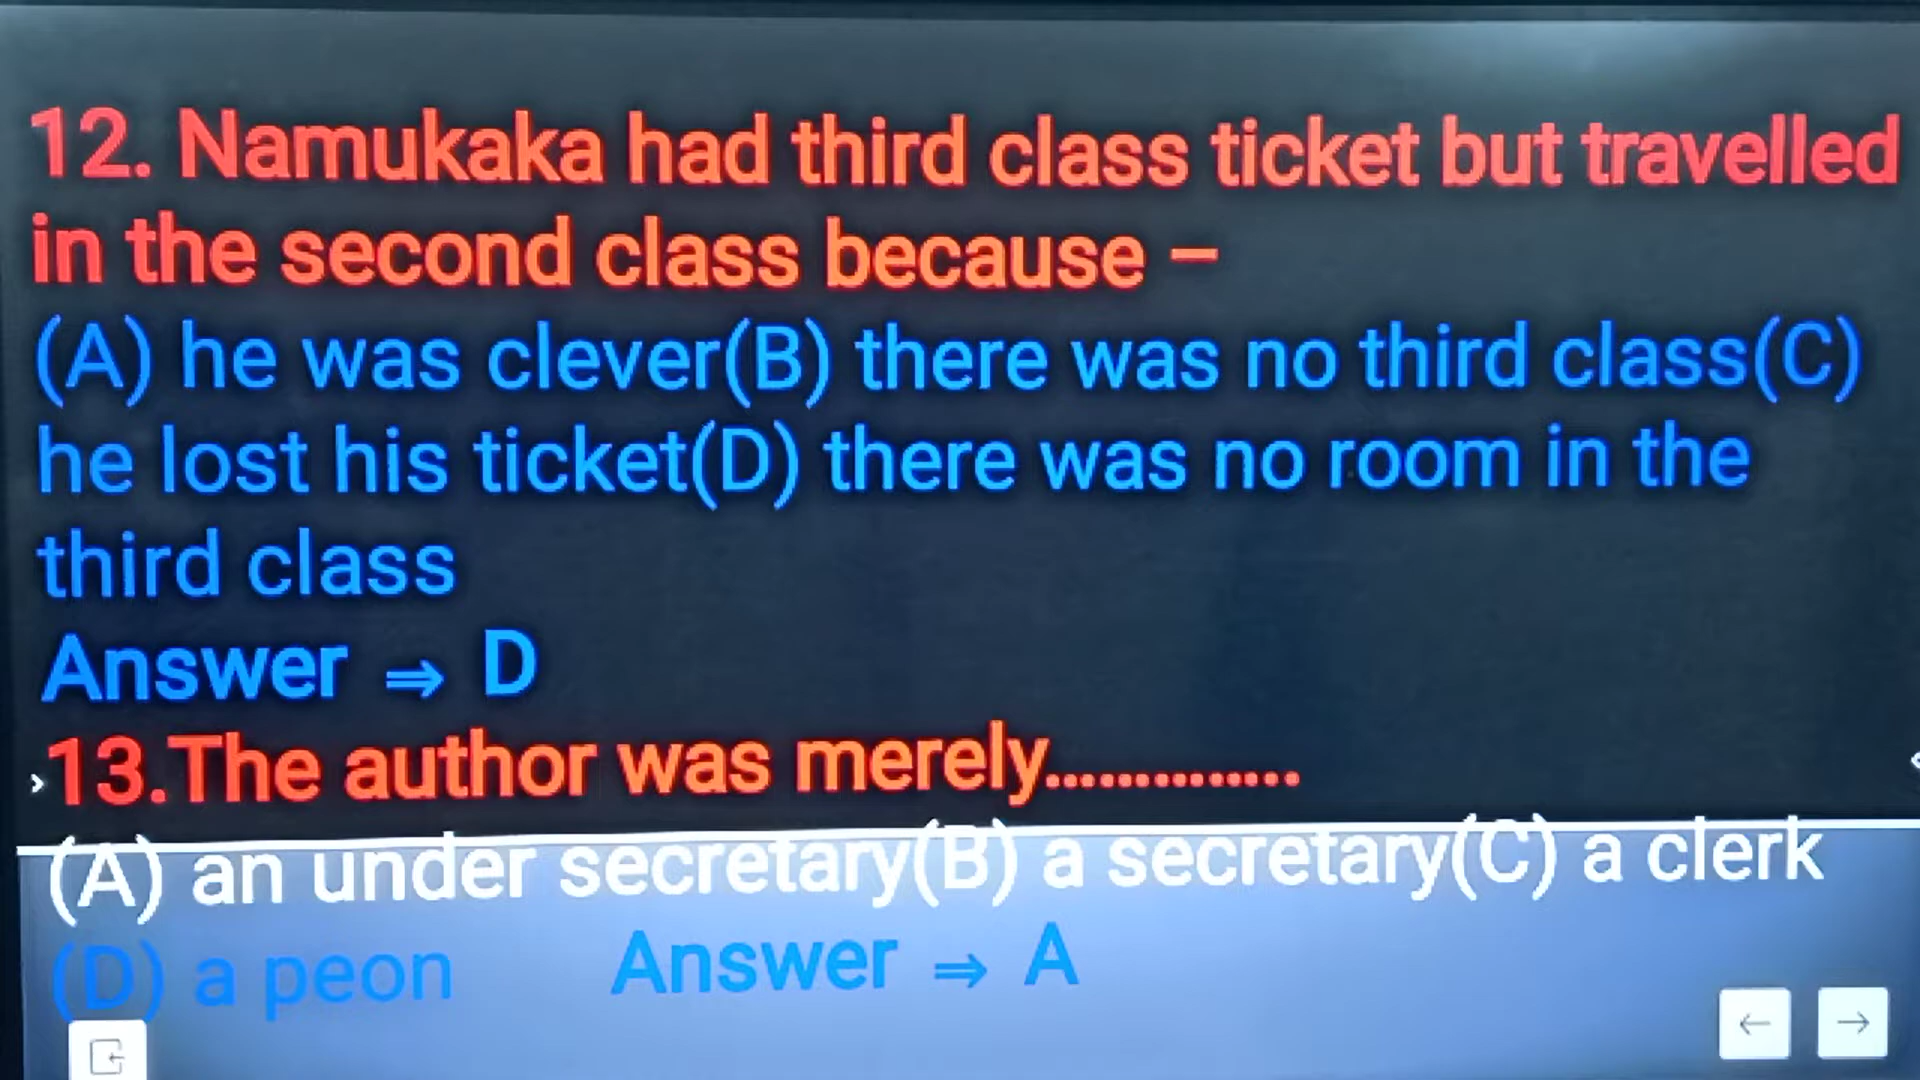 12. Namukaka had third class ticket but travelled
in the second class because –
(A) he was clever(B) there was no third class(C)
he lost his ticket(D) there was no room in the
third class
Answer ⇒ D
13.The author was merely..............
(A) an under secretary(B) a secretary(C) a clerk
(D) a peon Answer ⇒ A